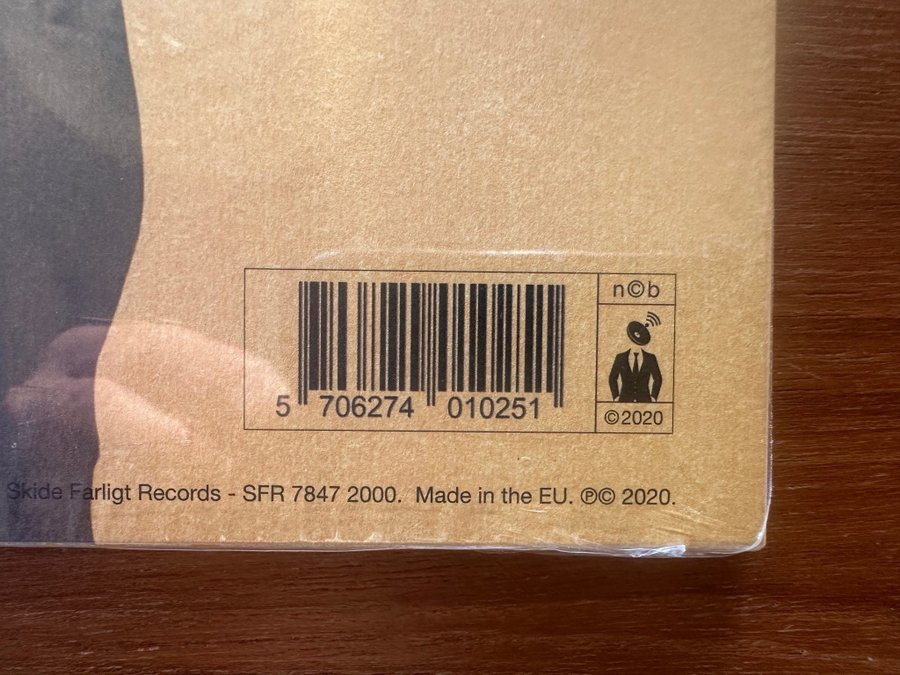 n©b
5 706274 010251
©2020
Skide Farligt Records - SFR 7847 2000. Made in the EU. ℗© 2020.